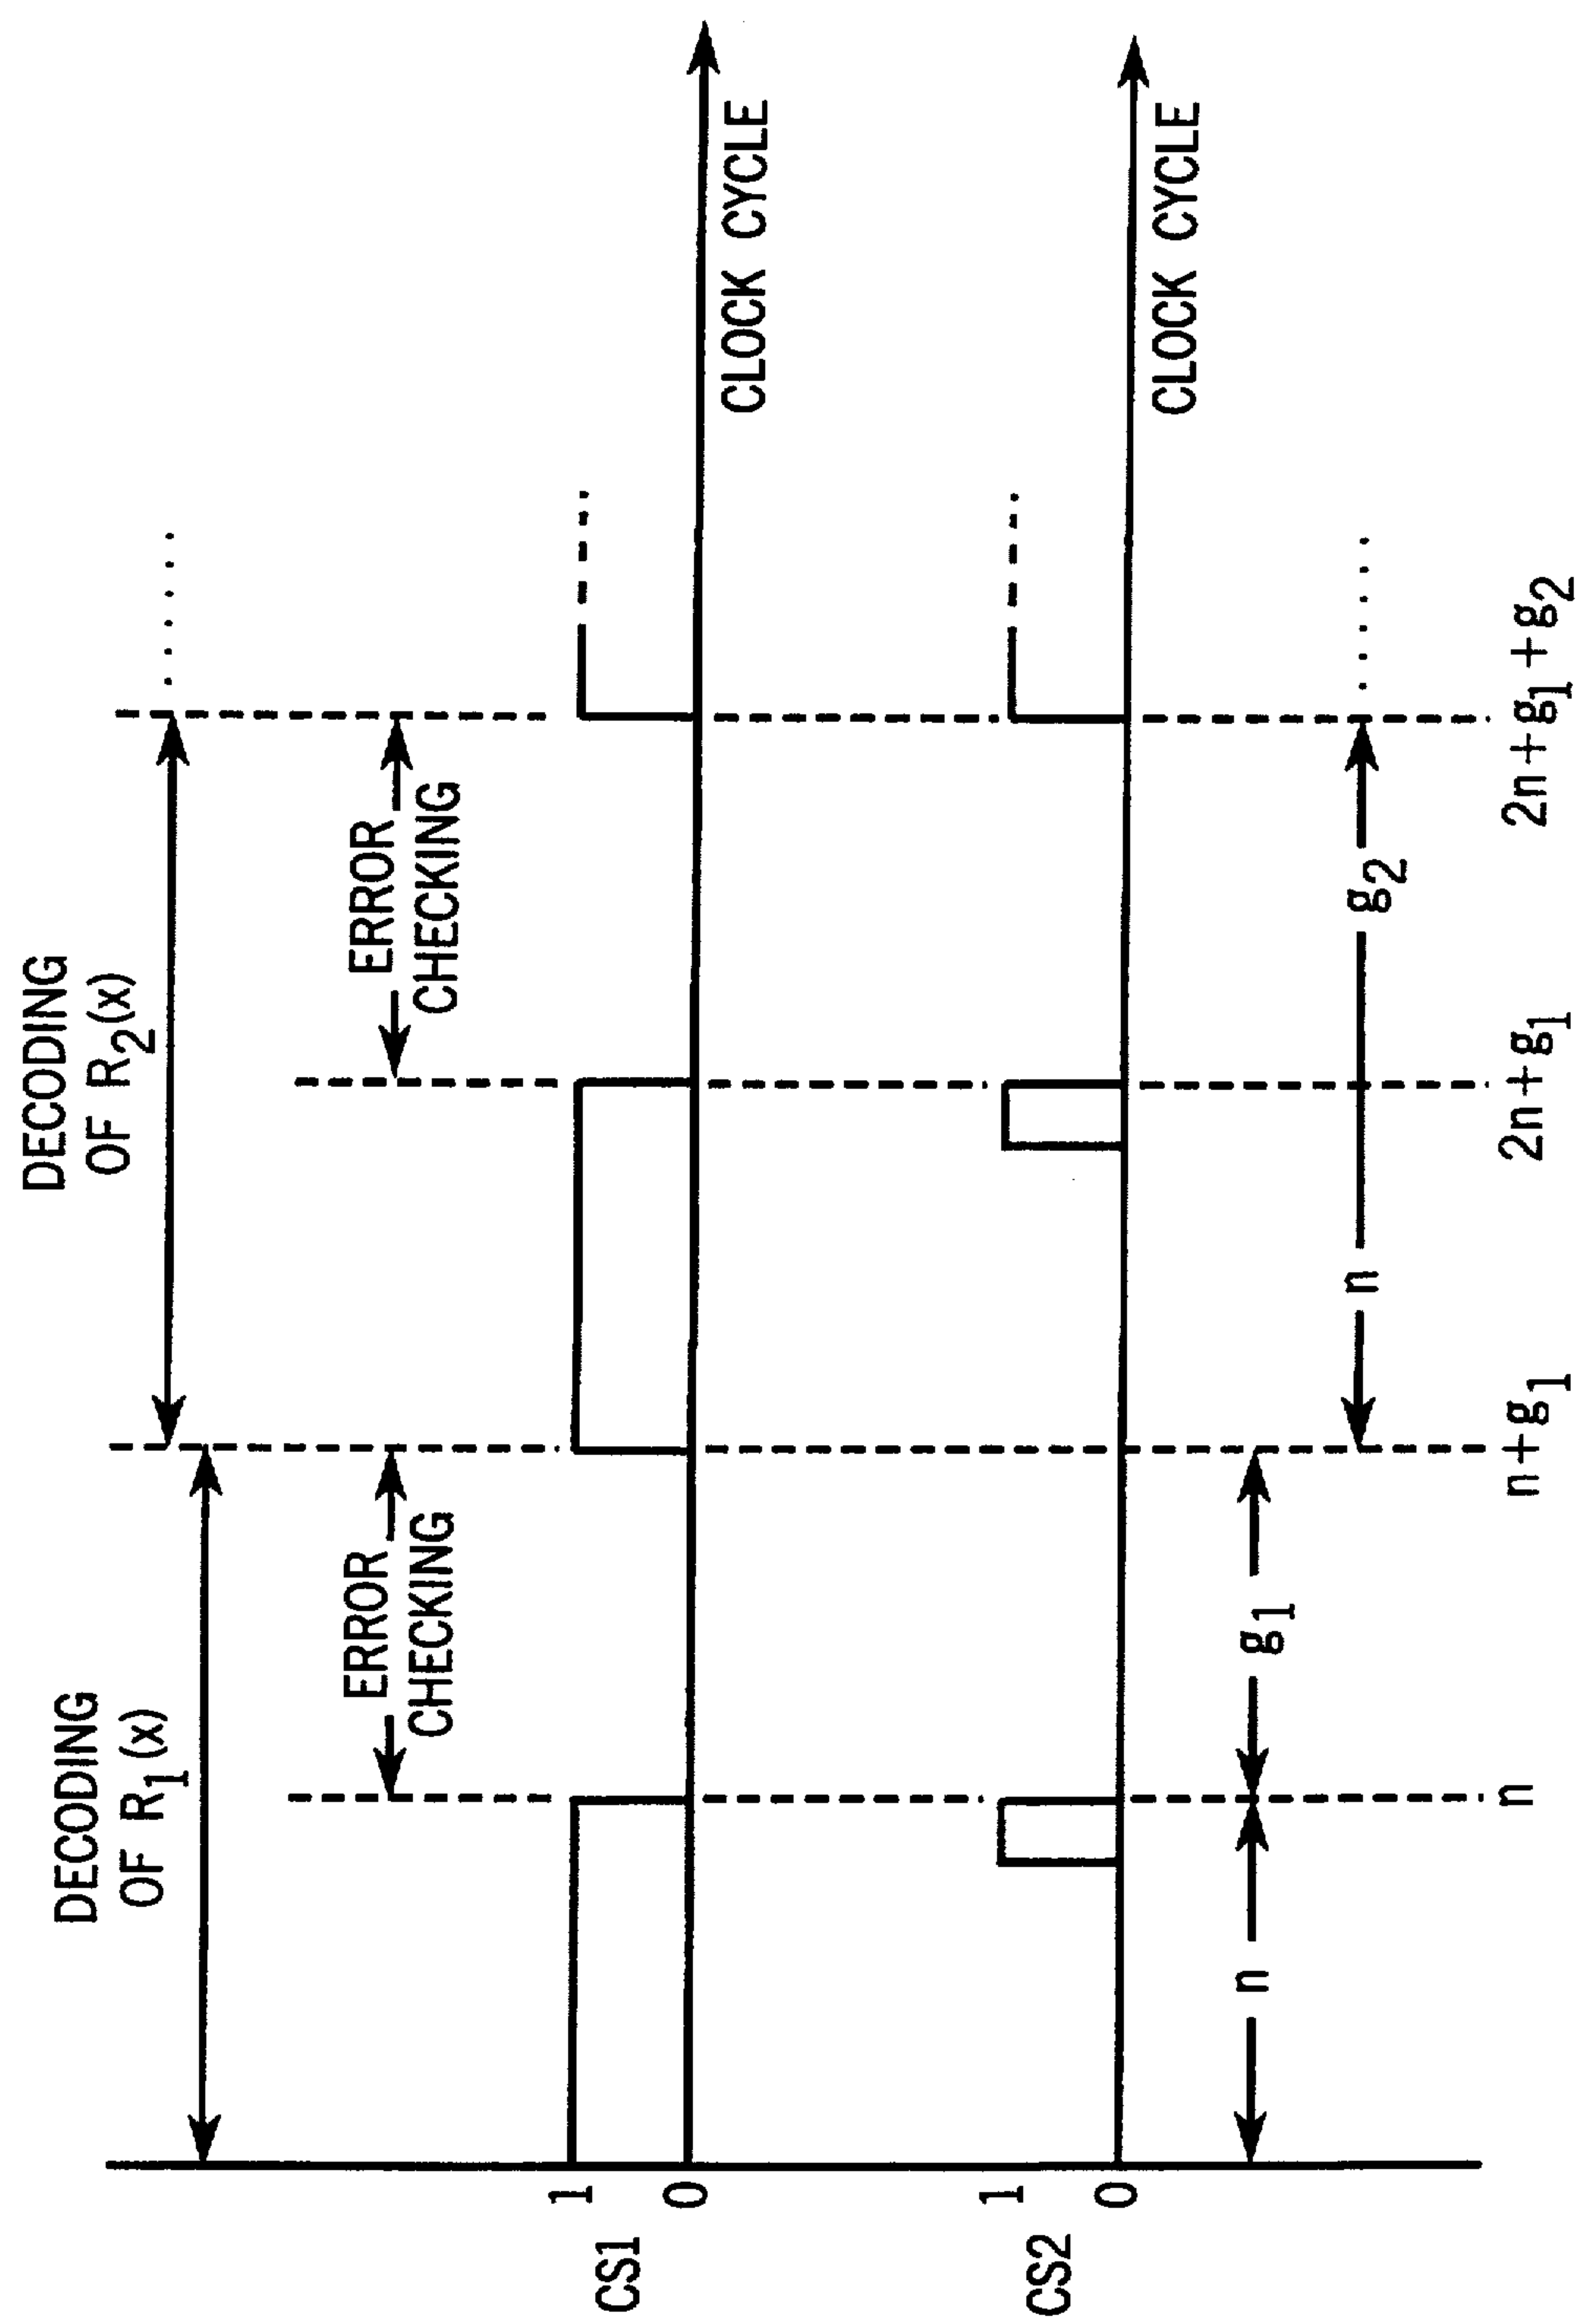 DECODING
OF R₁(x)
DECODING
OF R₂(x)
.....
ERROR
CHECKING
ERROR
CHECKING
CS1
1
0
CLOCK CYCLE
CS2
1
0
CLOCK CYCLE
n
g₁
n
g₂
.....
n
n+g₁
2n+g₁
2n+g₁+g₂